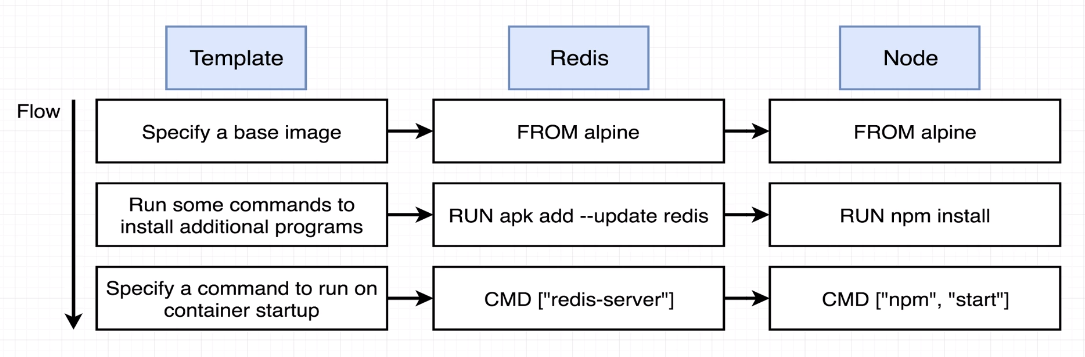 Template
Redis
Node
Flow
Specify a base image
FROM alpine
FROM alpine
Run some commands to
install additional programs
RUN apk add --update redis
RUN npm install
Specify a command to run on
container startup
CMD ["redis-server"]
CMD ["npm", "start"]